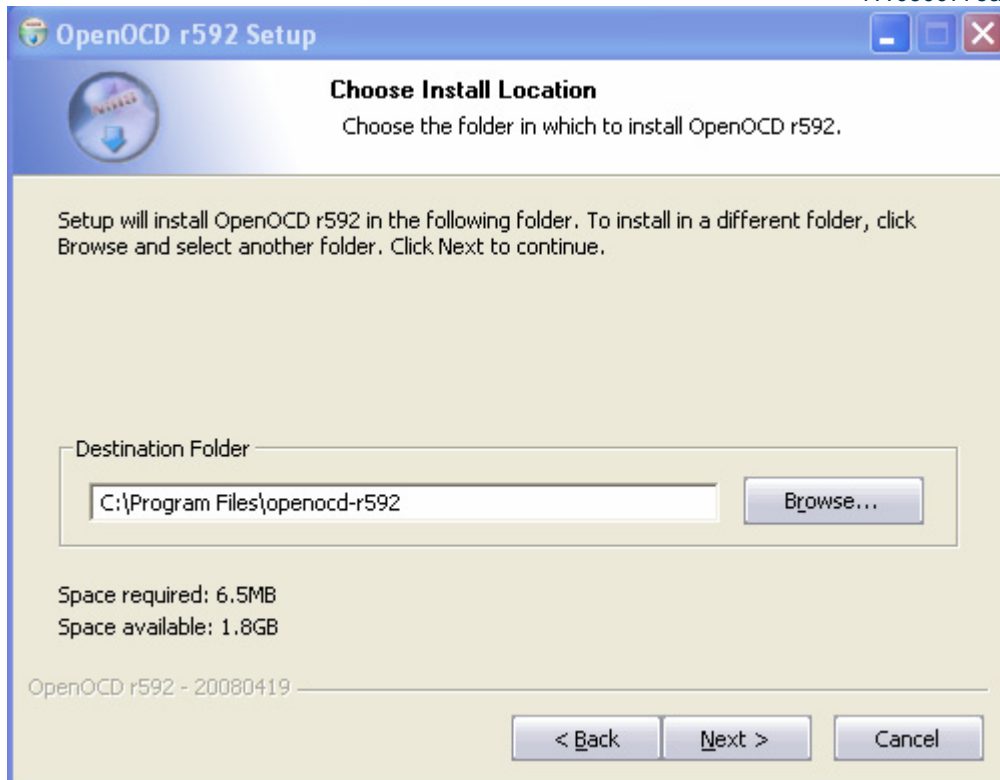 OpenOCD r592 Setup
NSIS
Choose Install Location
Choose the folder in which to install OpenOCD r592.
Setup will install OpenOCD r592 in the following folder. To install in a different folder, click
Browse and select another folder. Click Next to continue.
Destination Folder
C:\Program Files\openocd-r592
Browse...
Space required: 6.5MB
Space available: 1.8GB
OpenOCD r592 - 20080419
< Back
Next >
Cancel